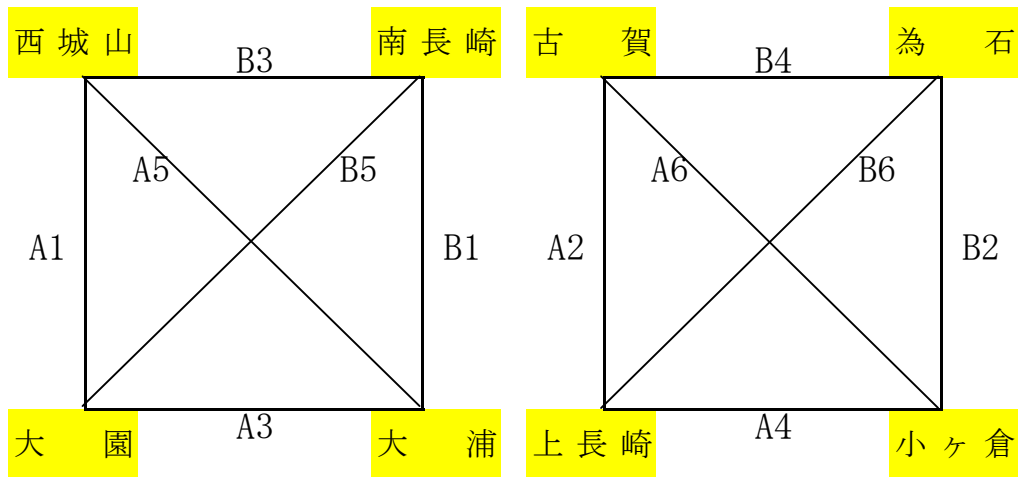 西城山 南長崎 古賀 為石
B3 B4
A5 B5 A6 B6
A1 B1 A2 B2
A3 A4
大園 大浦 上長崎 小ヶ倉